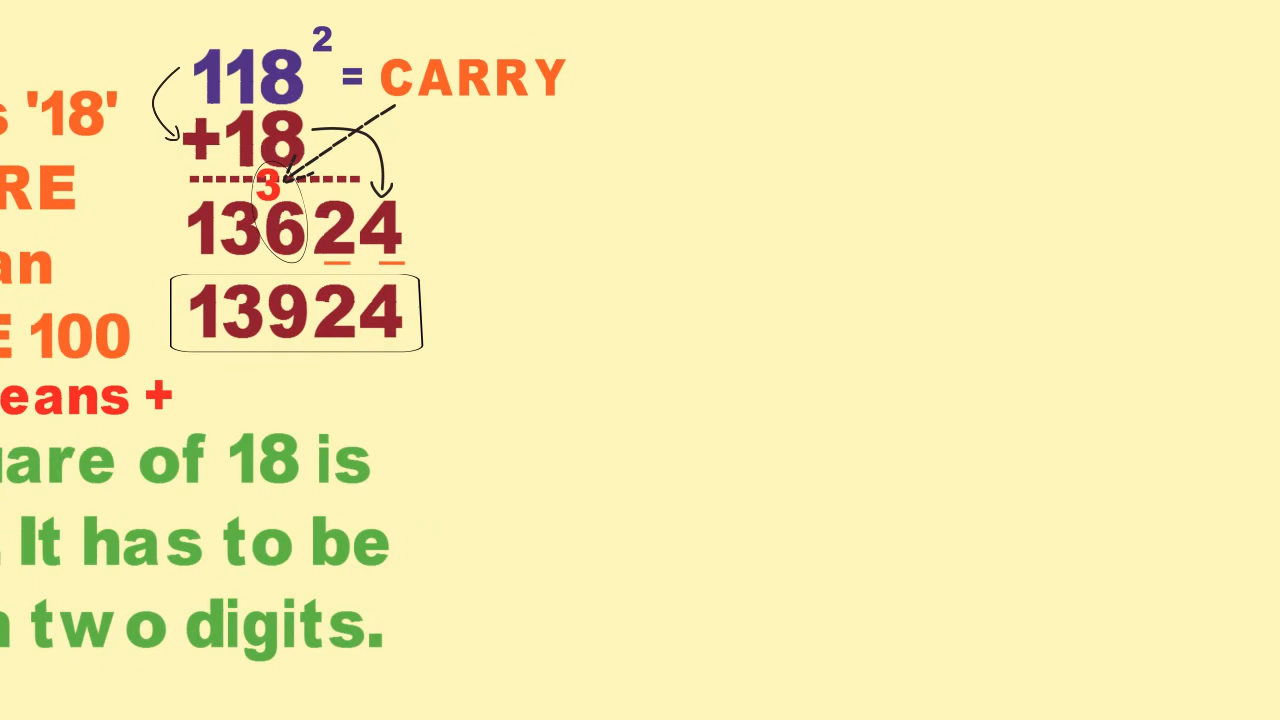 118² = CARRY
s '18'
+18
RE
3
13624
an
13924
E 100
eans +
uare of 18 is
. It has to be
n two digits.